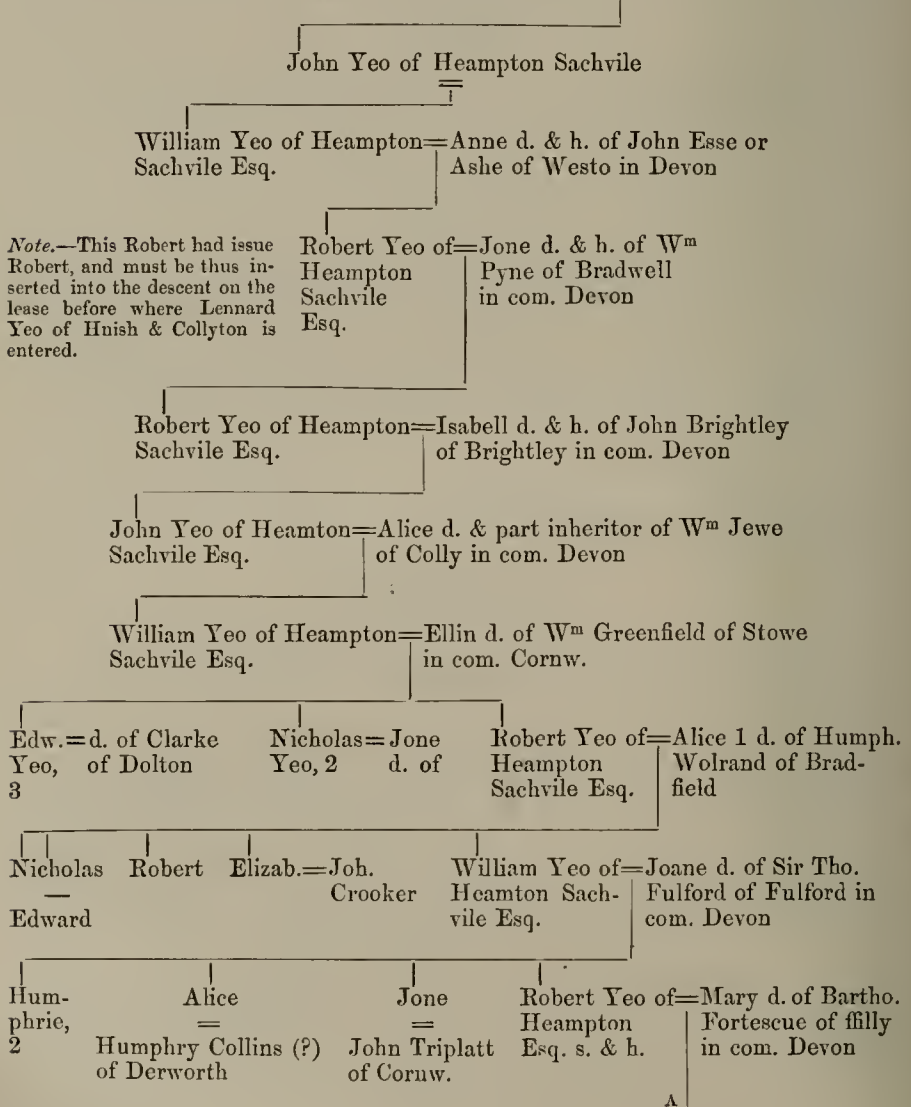 John Yeo of Heampton Sachvile
William Yeo of Heampton=Anne d. & h. of John Esse or
Sachvile Esq. Ashe of Westo in Devon
Note.—This Robert had issue
Robert, and must be thus in-
serted into the descent on the
lease before where Lennard
Yeo of Huish & Collyton is
entered.
Robert Yeo of=Jone d. & h. of Wm
Heampton Pyne of Bradwell
Sachvile in com. Devon
Esq.
Robert Yeo of Heampton=Isabell d. & h. of John Brightley
Sachvile Esq. of Brightley in com. Devon
John Yeo of Heamton=Alice d. & part inheritor of Wm Jewe
Sachvile Esq. of Colly in com. Devon
William Yeo of Heampton=Ellin d. of Wm Greenfield of Stowe
Sachvile Esq. in com. Cornw.
Edw.=d. of Clarke Nicholas=Jone Robert Yeo of=Alice 1 d. of Humph.
Yeo, of Dolton Yeo, 2 d. of Heampton Wolrand of Brad-
3 Sachvile Esq. field
Nicholas Robert Elizab.=Joh. William Yeo of=Joane d. of Sir Tho.
— Crooker Heamton Sach- Fulford of Fulford in
Edward vile Esq. com. Devon
Hum- Alice Jone Robert Yeo of=Mary d. of Bartho.
phrie, = = Heampton Fortescue of ffilly
2 Humphry Collins (?) John Triplatt Esq. s. & h. in com. Devon
of Derworth of Cornw.
A